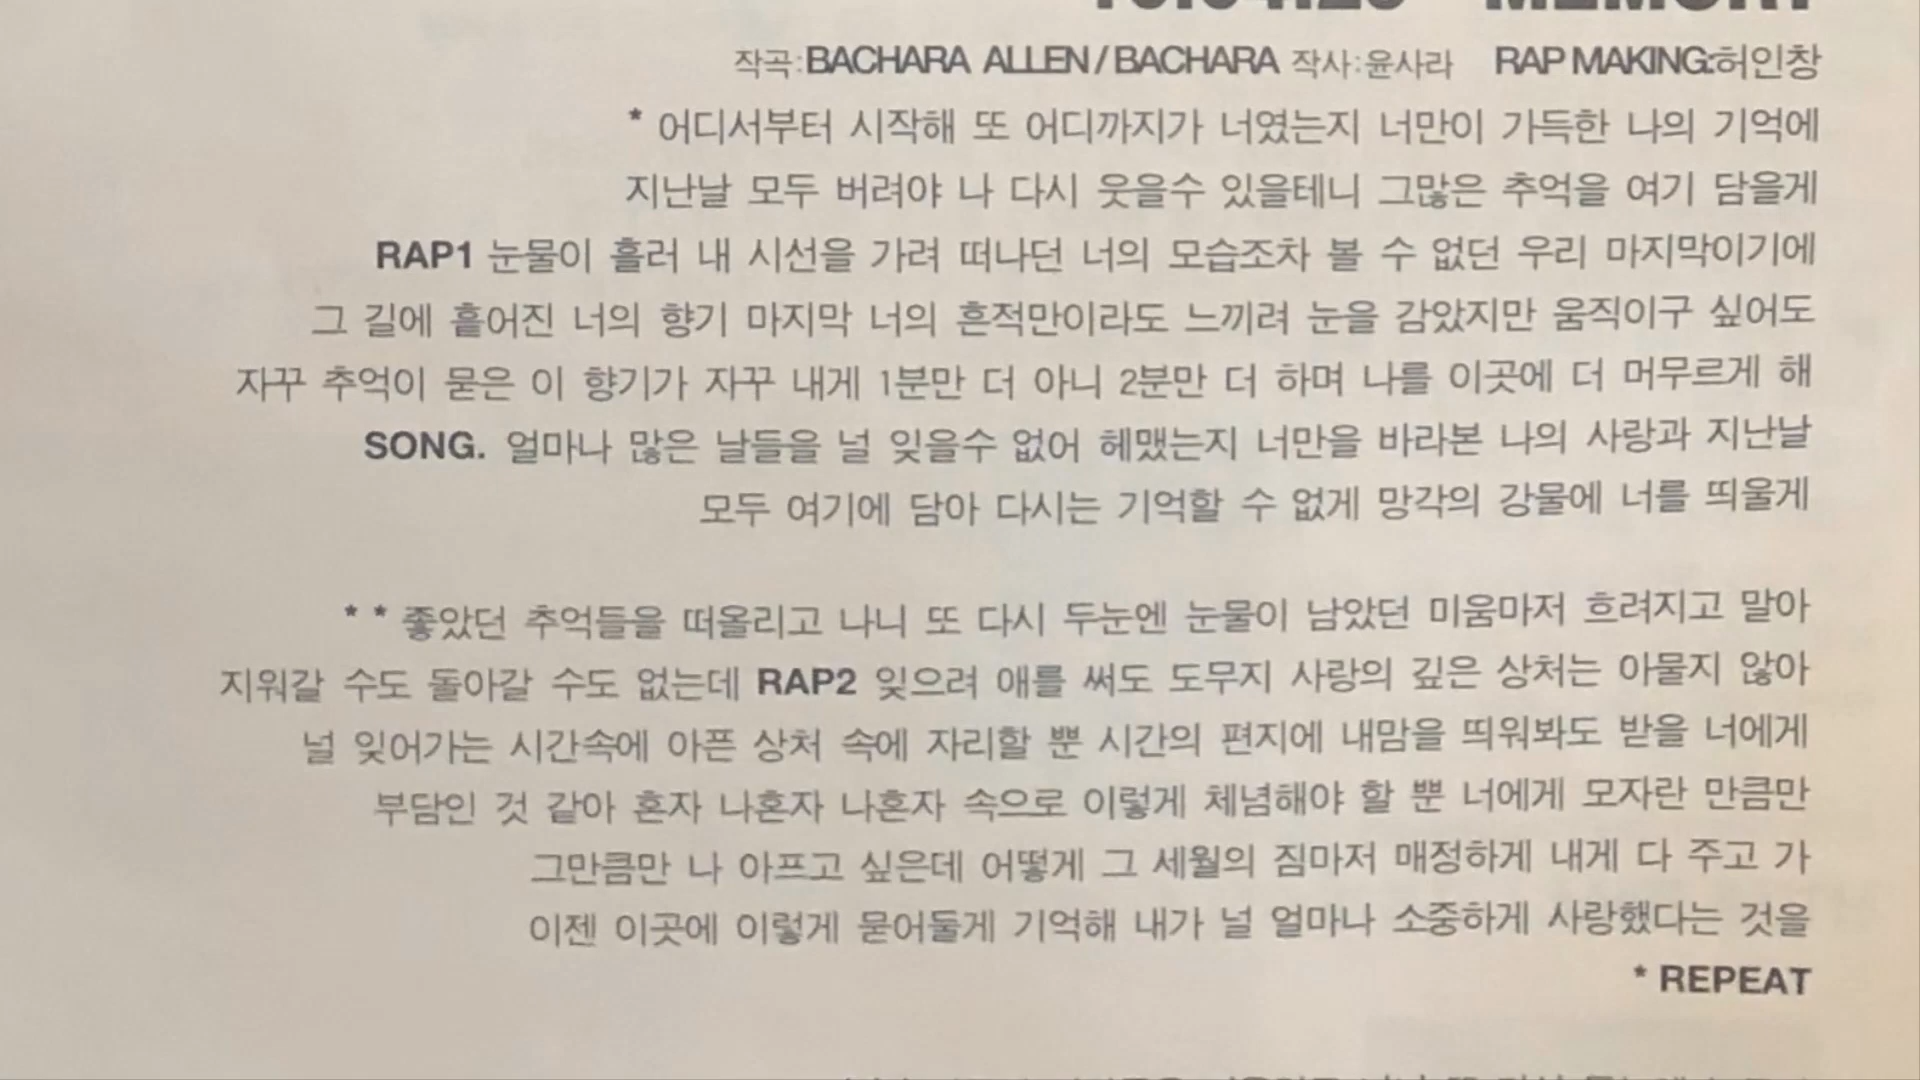 MEMORY
작곡:BACHARA ALLEN/BACHARA 작사:윤사라 RAP MAKING:허인창
* 어디서부터 시작해 또 어디까지가 너였는지 너만이 가득한 나의 기억에
지난날 모두 버려야 나 다시 웃을수 있을테니 그많은 추억을 여기 담을게
RAP1 눈물이 흘러 내 시선을 가려 떠나던 너의 모습조차 볼 수 없던 우리 마지막이기에
그 길에 흩어진 너의 향기 마지막 너의 흔적만이라도 느끼려 눈을 감았지만 움직이구 싶어도
자꾸 추억이 묻은 이 향기가 자꾸 내게 1분만 더 아니 2분만 더 하며 나를 이곳에 더 머무르게 해
SONG. 얼마나 많은 날들을 널 잊을수 없어 헤맸는지 너만을 바라본 나의 사랑과 지난날
모두 여기에 담아 다시는 기억할 수 없게 망각의 강물에 너를 띄울게
* * 좋았던 추억들을 떠올리고 나니 또 다시 두눈엔 눈물이 남았던 미움마저 흐려지고 말아
지워갈 수도 돌아갈 수도 없는데 RAP2 잊으려 애를 써도 도무지 사랑의 깊은 상처는 아물지 않아
널 잊어가는 시간속에 아픈 상처 속에 자리할 뿐 시간의 편지에 내맘을 띄워봐도 받을 너에게
부담인 것 같아 혼자 나혼자 나혼자 속으로 이렇게 체념해야 할 뿐 너에게 모자란 만큼만
그만큼만 나 아프고 싶은데 어떻게 그 세월의 짐마저 매정하게 내게 다 주고 가
이젠 이곳에 이렇게 묻어둘게 기억해 내가 널 얼마나 소중하게 사랑했다는 것을
* REPEAT